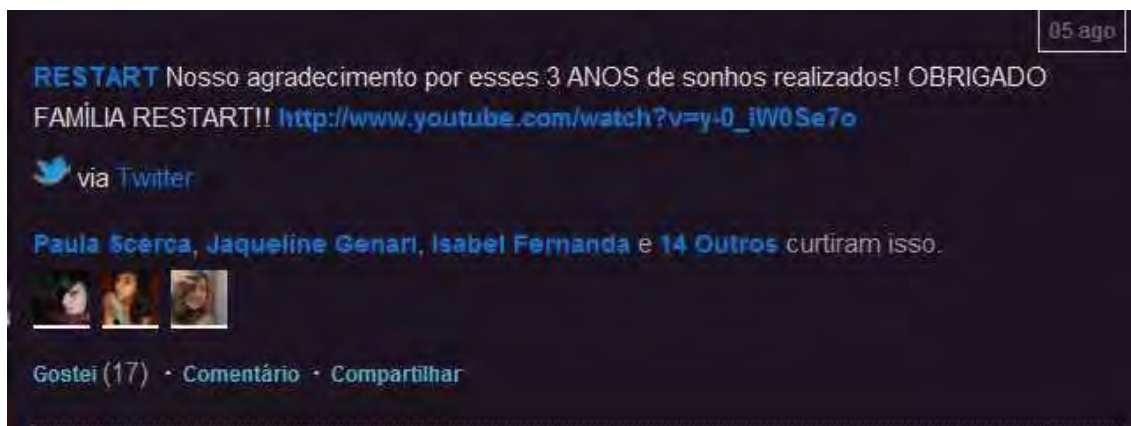 05 ago
RESTART Nosso agradecimento por esses 3 ANOS de sonhos realizados! OBRIGADO
FAMÍLIA RESTART!! http://www.youtube.com/watch?v=y-0_iW0Se7o
via Twitter
Paula Scerca, Jaqueline Genari, Isabel Fernanda e 14 Outros curtiram isso.
Gostei (17) · Comentário · Compartilhar